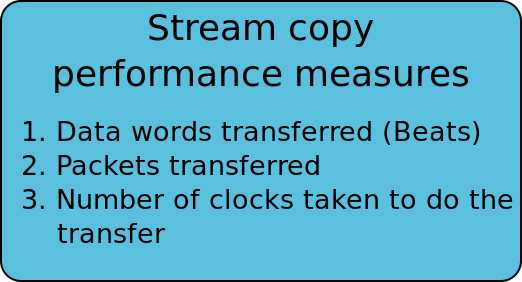 Stream copy
performance measures
1. Data words transferred (Beats)
2. Packets transferred
3. Number of clocks taken to do the
transfer